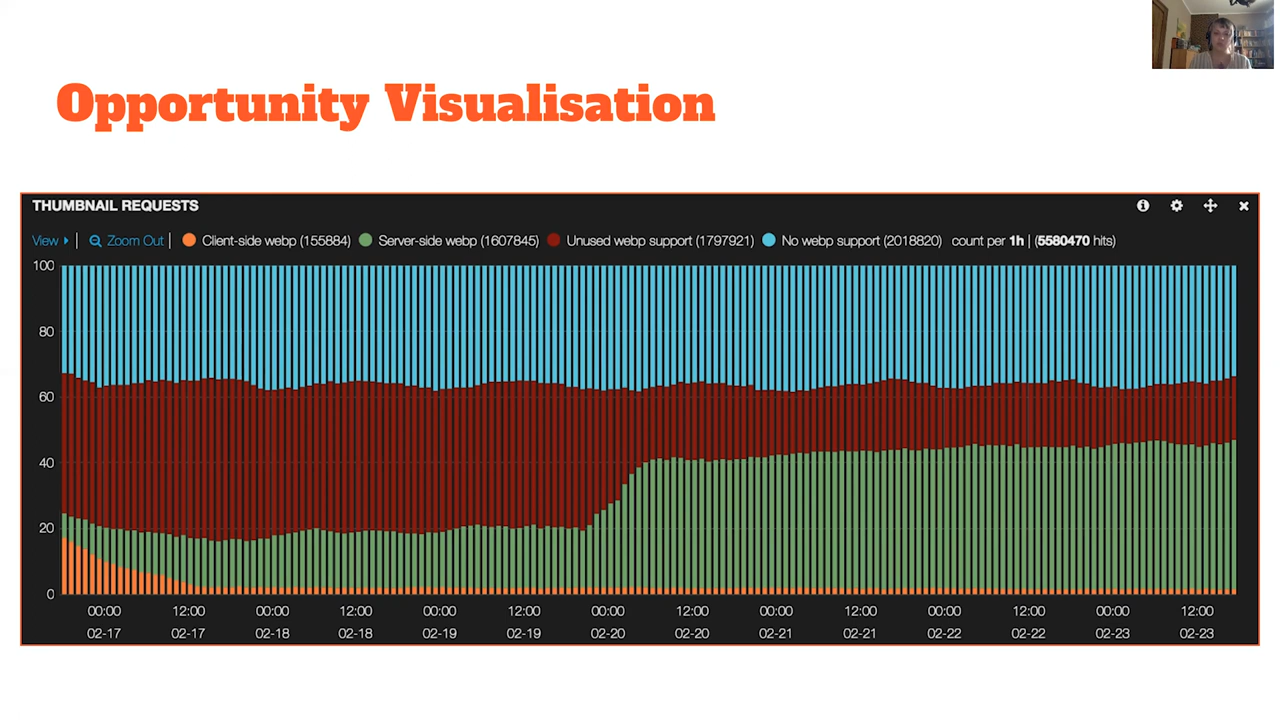 Opportunity Visualisation
THUMBNAIL REQUESTS
View | Zoom Out | Client-side webp (155884) Server-side webp (1607845) Unused webp support (1797921) No webp support (2018820) count per 1h | (5580470 hits)
100
80
60
40
20
0
00:00 12:00 00:00 12:00 00:00 12:00 00:00 12:00 00:00 12:00 00:00 12:00 00:00 12:00
02-17 02-17 02-18 02-18 02-19 02-19 02-20 02-20 02-21 02-21 02-22 02-22 02-23 02-23